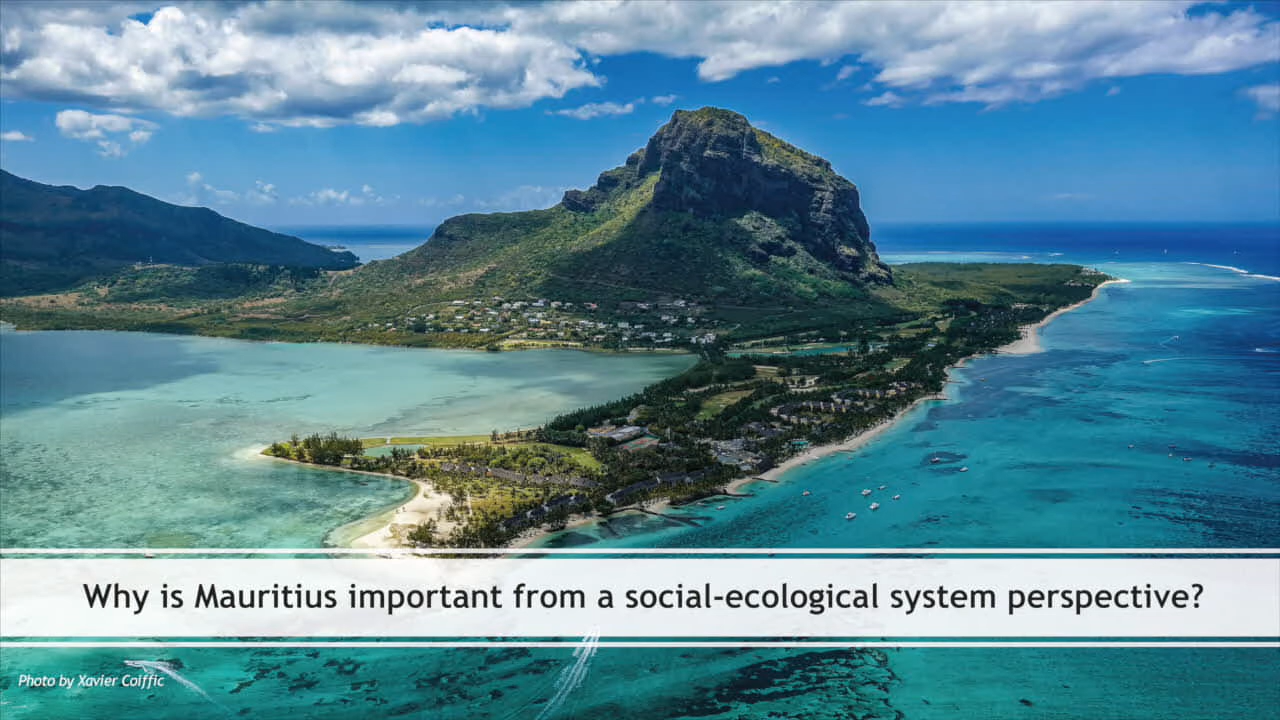 Why is Mauritius important from a social-ecological system perspective?
Photo by Xavier Coiffic